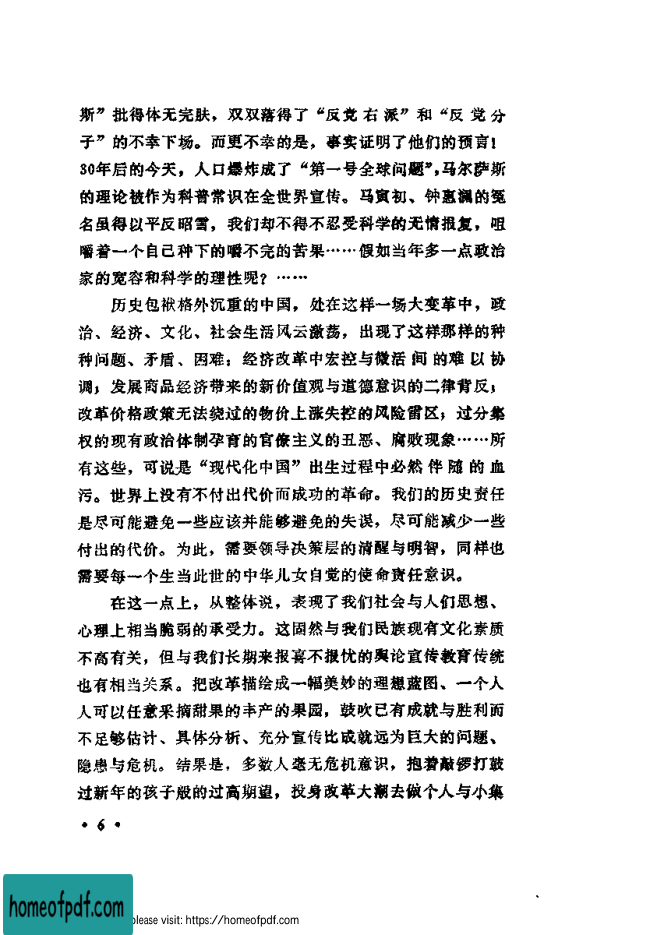 斯”批得体无完肤，双双落得了“反党右派”和“反党分
子”的不幸下场。而更不幸的是，事实证明了他们的预言！
30年后的今天，人口爆炸成了“第一号全球问题”，马尔萨斯
的理论被作为科普常识在全世界宣传。马寅初、钟惠澜的冤
名虽得以平反昭雪，我们却不得不忍受科学的无情报复，咀
嚼着一个自己种下的嚼不完的苦果……假如当年多一点政治
家的宽容和科学的理性呢？……
历史包袱格外沉重的中国，处在这样一场大变革中，政
治、经济、文化、社会生活风云激荡，出现了这样那样的种
种问题、矛盾、困难；经济改革中宏控与微活间的难以协
调；发展商品经济带来的新价值观与道德意识的二律背反；
改革价格政策无法绕过的物价上涨失控的风险雷区；过分集
权的现有政治体制孕育的官僚主义的丑恶、腐败现象……所
有这些，可说是“现代化中国”出生过程中必然伴随的血
污。世界上没有不付出代价而成功的革命。我们的历史责任
是尽可能避免一些应该并能够避免的失误，尽可能减少一些
付出的代价。为此，需要领导决策层的清醒与明智，同样也
需要每一个生当此世的中华儿女自觉的使命责任意识。
在这一点上，从整体说，表现了我们社会与人们思想、
心理上相当脆弱的承受力。这固然与我们民族现有文化素质
不高有关，但与我们长期来报喜不报忧的舆论宣传教育传统
也有相当关系。把改革描绘成一幅美妙的理想蓝图、一个人
人可以任意采摘甜果的丰产的果园，鼓吹已有成就与胜利而
不足够估计、具体分析、充分宣传比成就远为巨大的问题、
隐患与危机。结果是，多数人毫无危机意识，抱着敲锣打鼓
过新年的孩子般的过高期望，投身改革大潮去做个人与小集
• 6 •
homeofpdf.com
please visit: https://homeofpdf.com